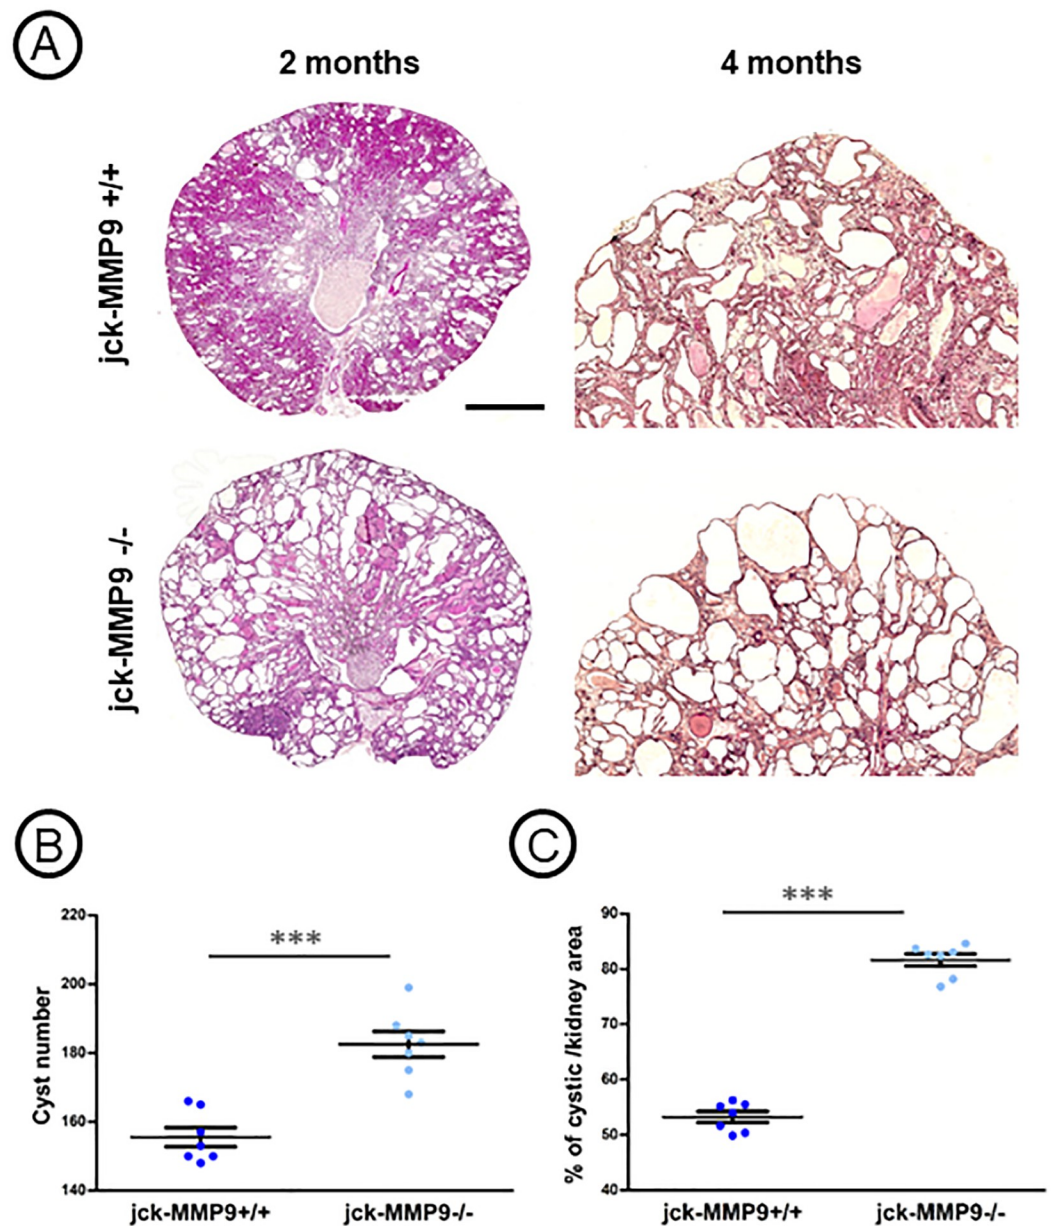 A
2 months
4 months
jck-MMP9 +/+
jck-MMP9 -/-
B
C
Cyst number
220
200
180
160
140
***
jck-MMP9+/+
jck-MMP9-/-
% of cystic /kidney area
90
80
70
60
50
40
***
jck-MMP9+/+
jck-MMP9-/-